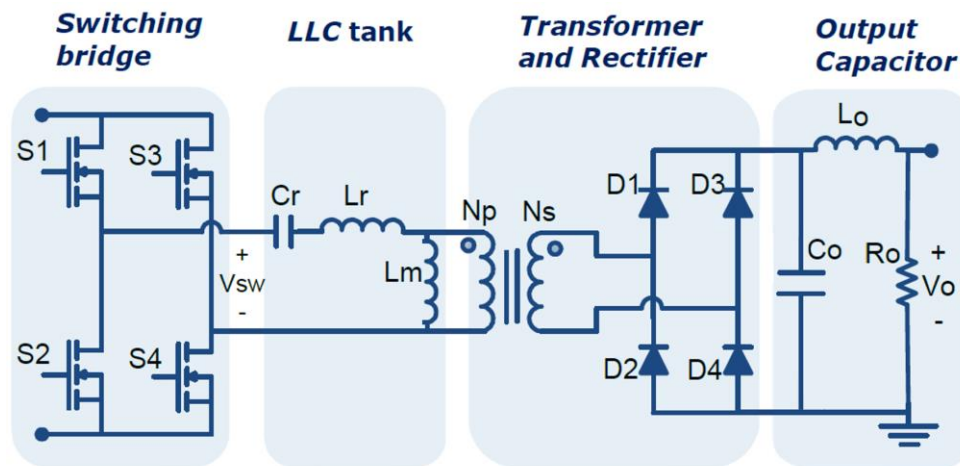 Switching
bridge
LLC tank
Transformer
and Rectifier
Output
Capacitor
S1
S3
S2
S4
+
Vsw
-
Cr
Lr
Lm
Np
Ns
D1
D3
D2
D4
Lo
Co
Ro
+
Vo
-